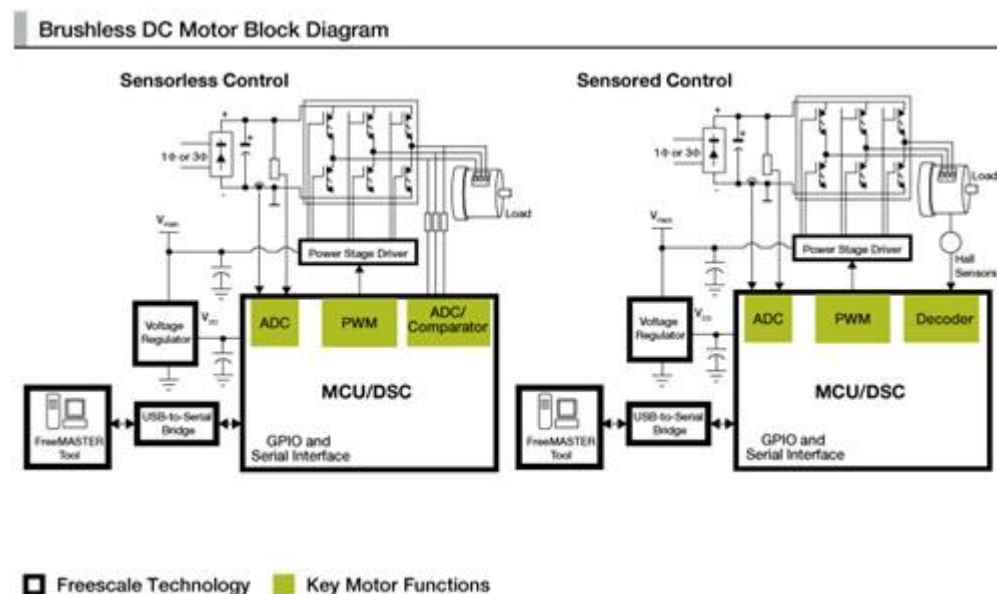 Brushless DC Motor Block Diagram
Sensorless Control
1Φ or 3Φ
+
+
-
Load
Power Stage Driver
Voltage
Regulator
V_DD
ADC
PWM
ADC/
Comparator
MCU/DSC
FreeMASTER
Tool
USB-to-Serial
Bridge
GPIO and
Serial Interface
Sensored Control
1Φ or 3Φ
+
+
-
Load
Hall
Sensors
Power Stage Driver
Voltage
Regulator
ADC
PWM
Decoder
MCU/DSC
FreeMASTER
Tool
USB-to-Serial
Bridge
GPIO and
Serial Interface
Freescale Technology
Key Motor Functions